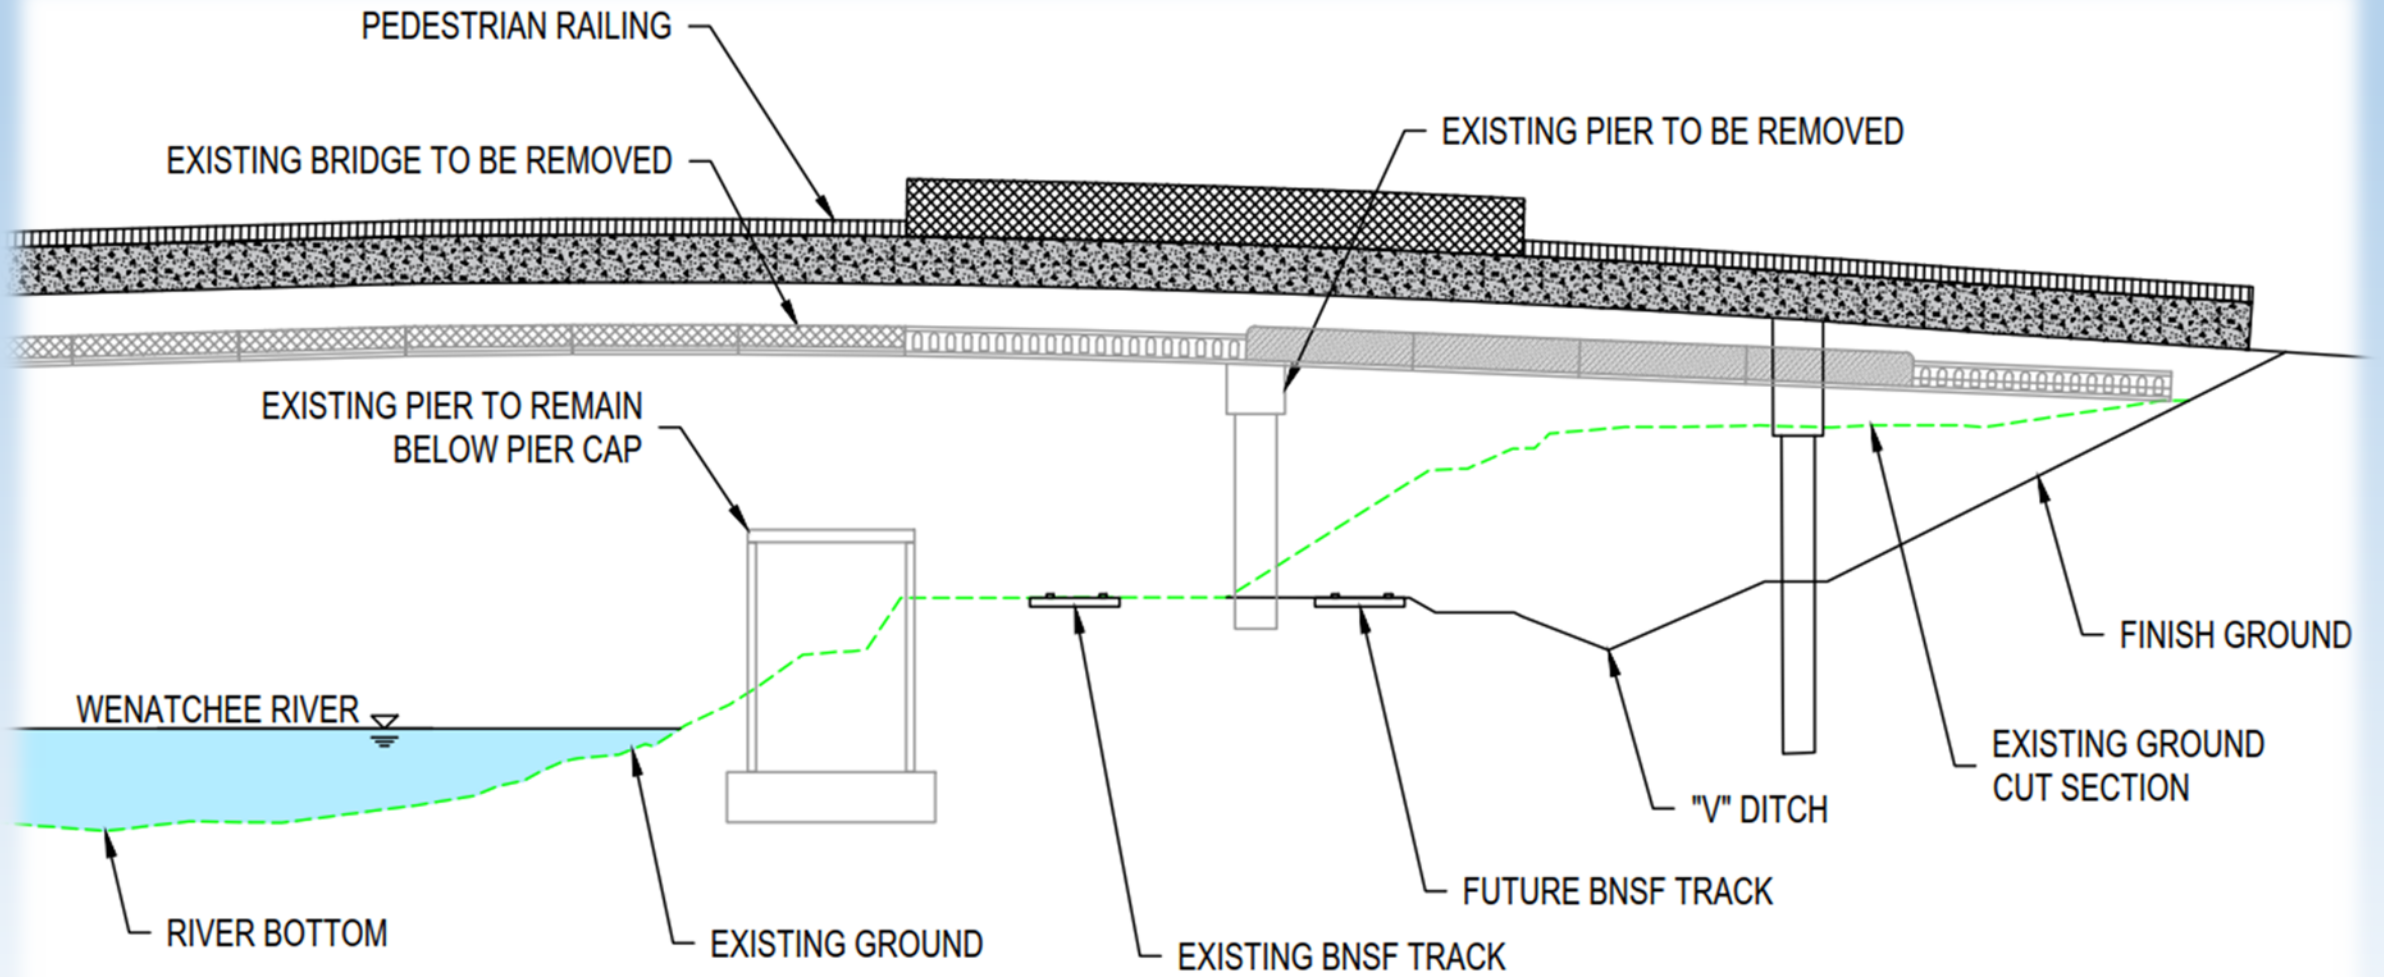 PEDESTRIAN RAILING
EXISTING PIER TO BE REMOVED
EXISTING BRIDGE TO BE REMOVED
EXISTING PIER TO REMAIN
BELOW PIER CAP
FINISH GROUND
WENATCHEE RIVER
EXISTING GROUND
CUT SECTION
"V" DITCH
FUTURE BNSF TRACK
RIVER BOTTOM
EXISTING GROUND
EXISTING BNSF TRACK